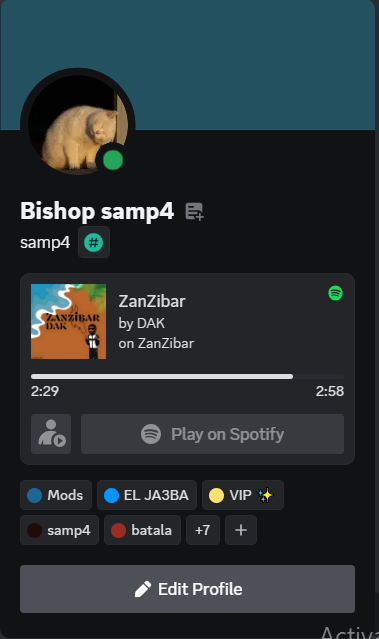 Bishop samp4
samp4 #
ZANZIBAR
DAK
ZanZibar
by DAK
on ZanZibar
2:29 2:58
Play on Spotify
Mods EL JA3BA VIP ✨
samp4 batala +7 +
Edit Profile